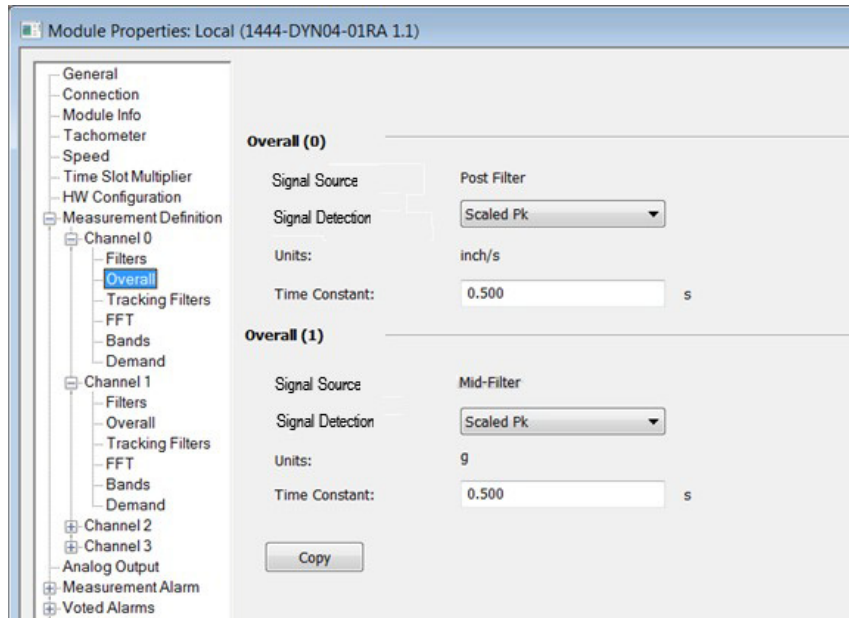 Module Properties: Local (1444-DYN04-01RA 1.1)
General
Connection
Module Info
Tachometer
Speed
Time Slot Multiplier
HW Configuration
Measurement Definition
Channel 0
Filters
Overall
Tracking Filters
FFT
Bands
Demand
Channel 1
Filters
Overall
Tracking Filters
FFT
Bands
Demand
Channel 2
Channel 3
Analog Output
Measurement Alarm
Voted Alarms
Overall (0)
Signal Source Post Filter
Signal Detection Scaled Pk
Units: inch/s
Time Constant: 0.500 s
Overall (1)
Signal Source Mid-Filter
Signal Detection Scaled Pk
Units: g
Time Constant: 0.500 s
Copy